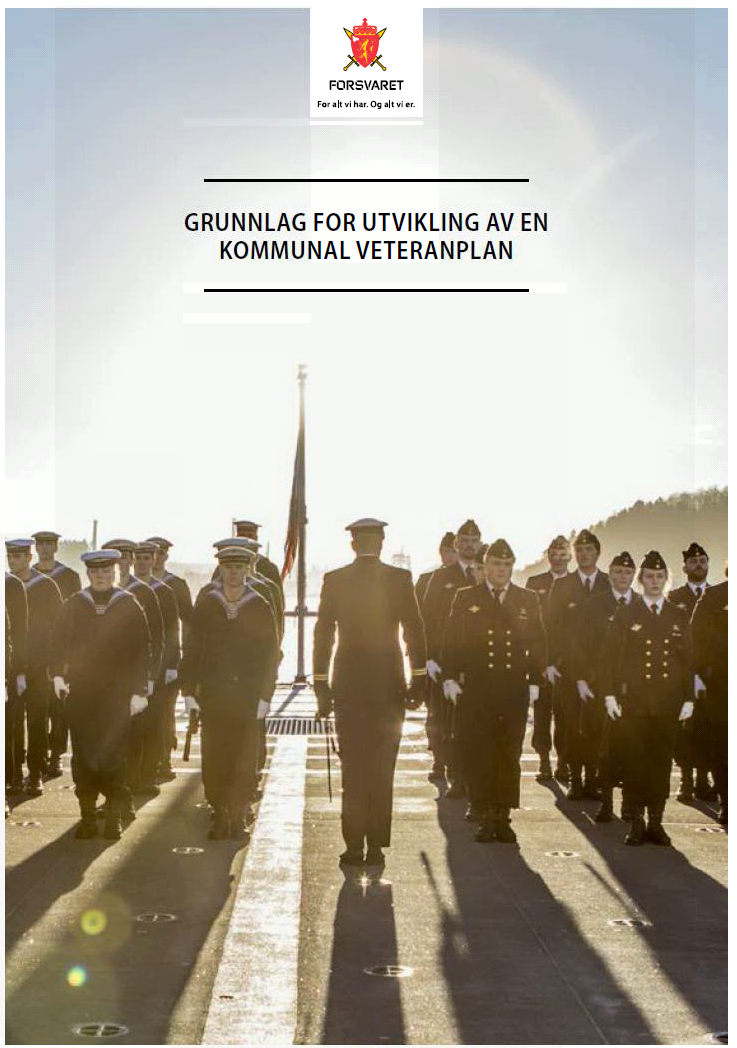 FORSVARET
For alt vi har. Og alt vi er.
GRUNNLAG FOR UTVIKLING AV EN
KOMMUNAL VETERANPLAN